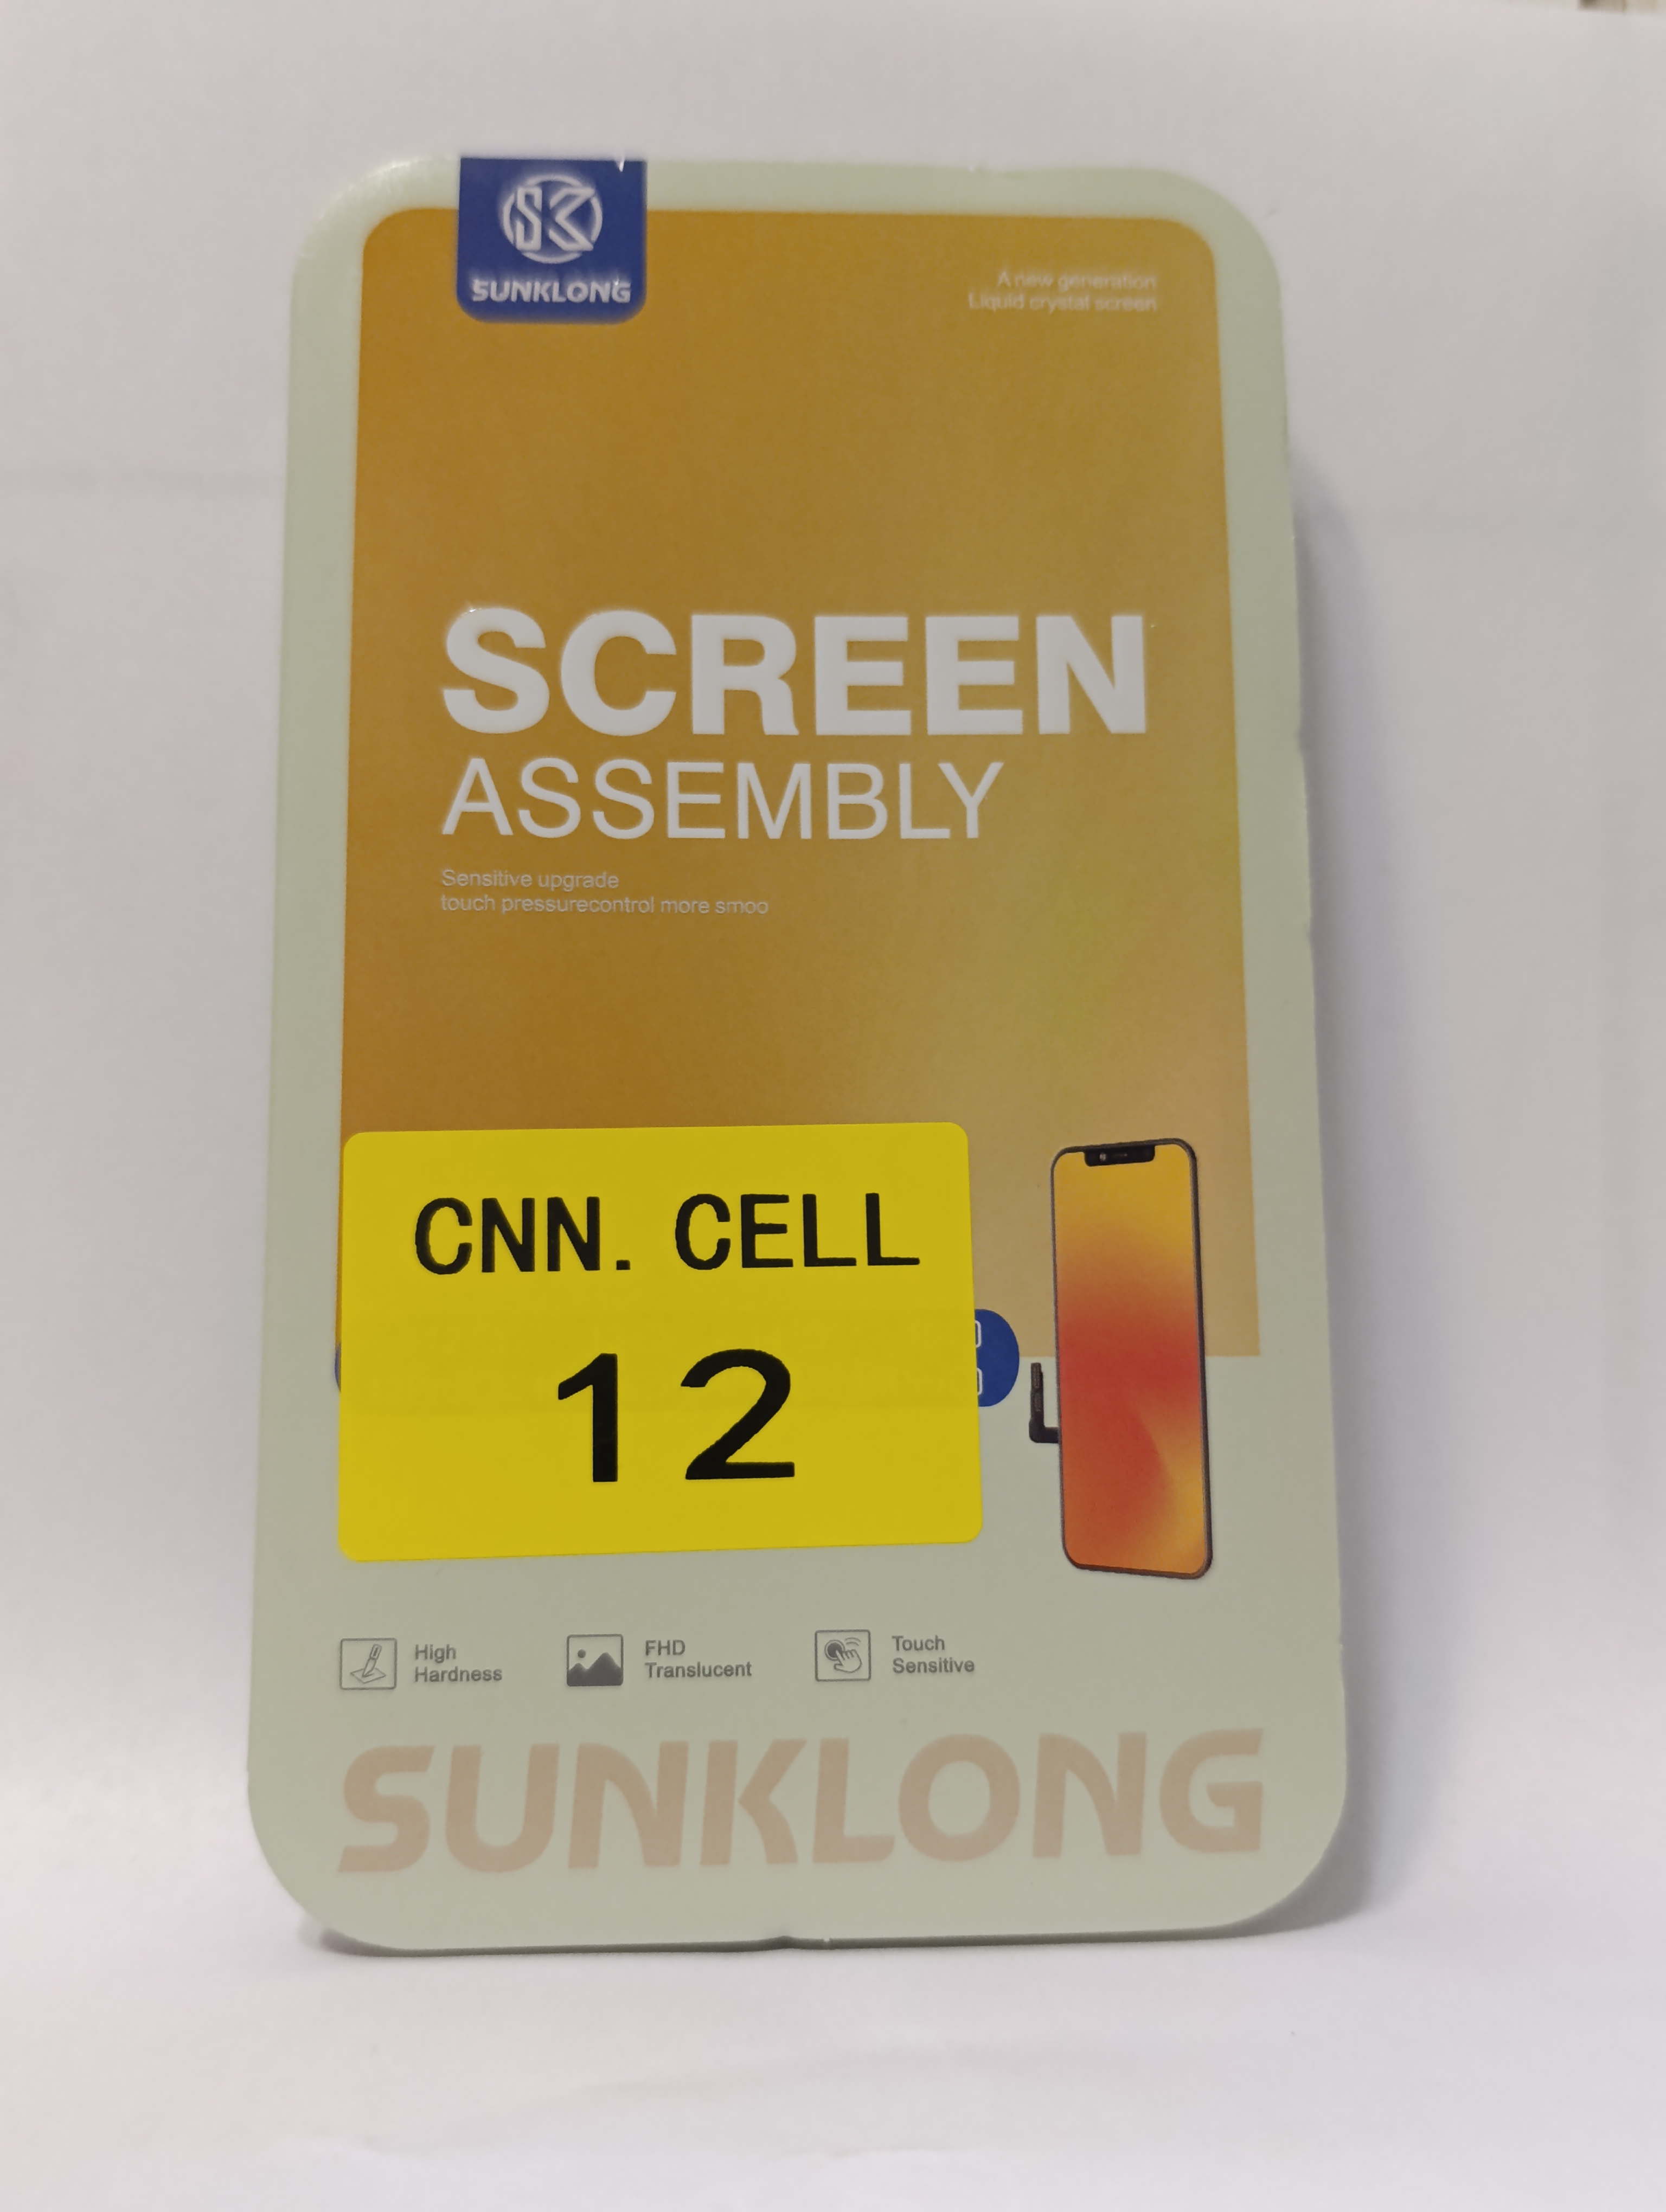 SK
SUNKLONG
A new generation
Liquid crystal screen
SCREEN
ASSEMBLY
Sensitive upgrade
touch pressurecontrol more smoo
CNN. CELL
12
High
Hardness
FHD
Translucent
Touch
Sensitive
SUNKLONG